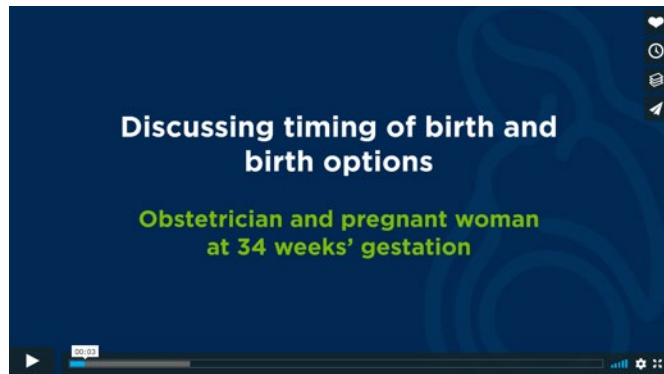 Discussing timing of birth and
birth options
Obstetrician and pregnant woman
at 34 weeks’ gestation
00:03